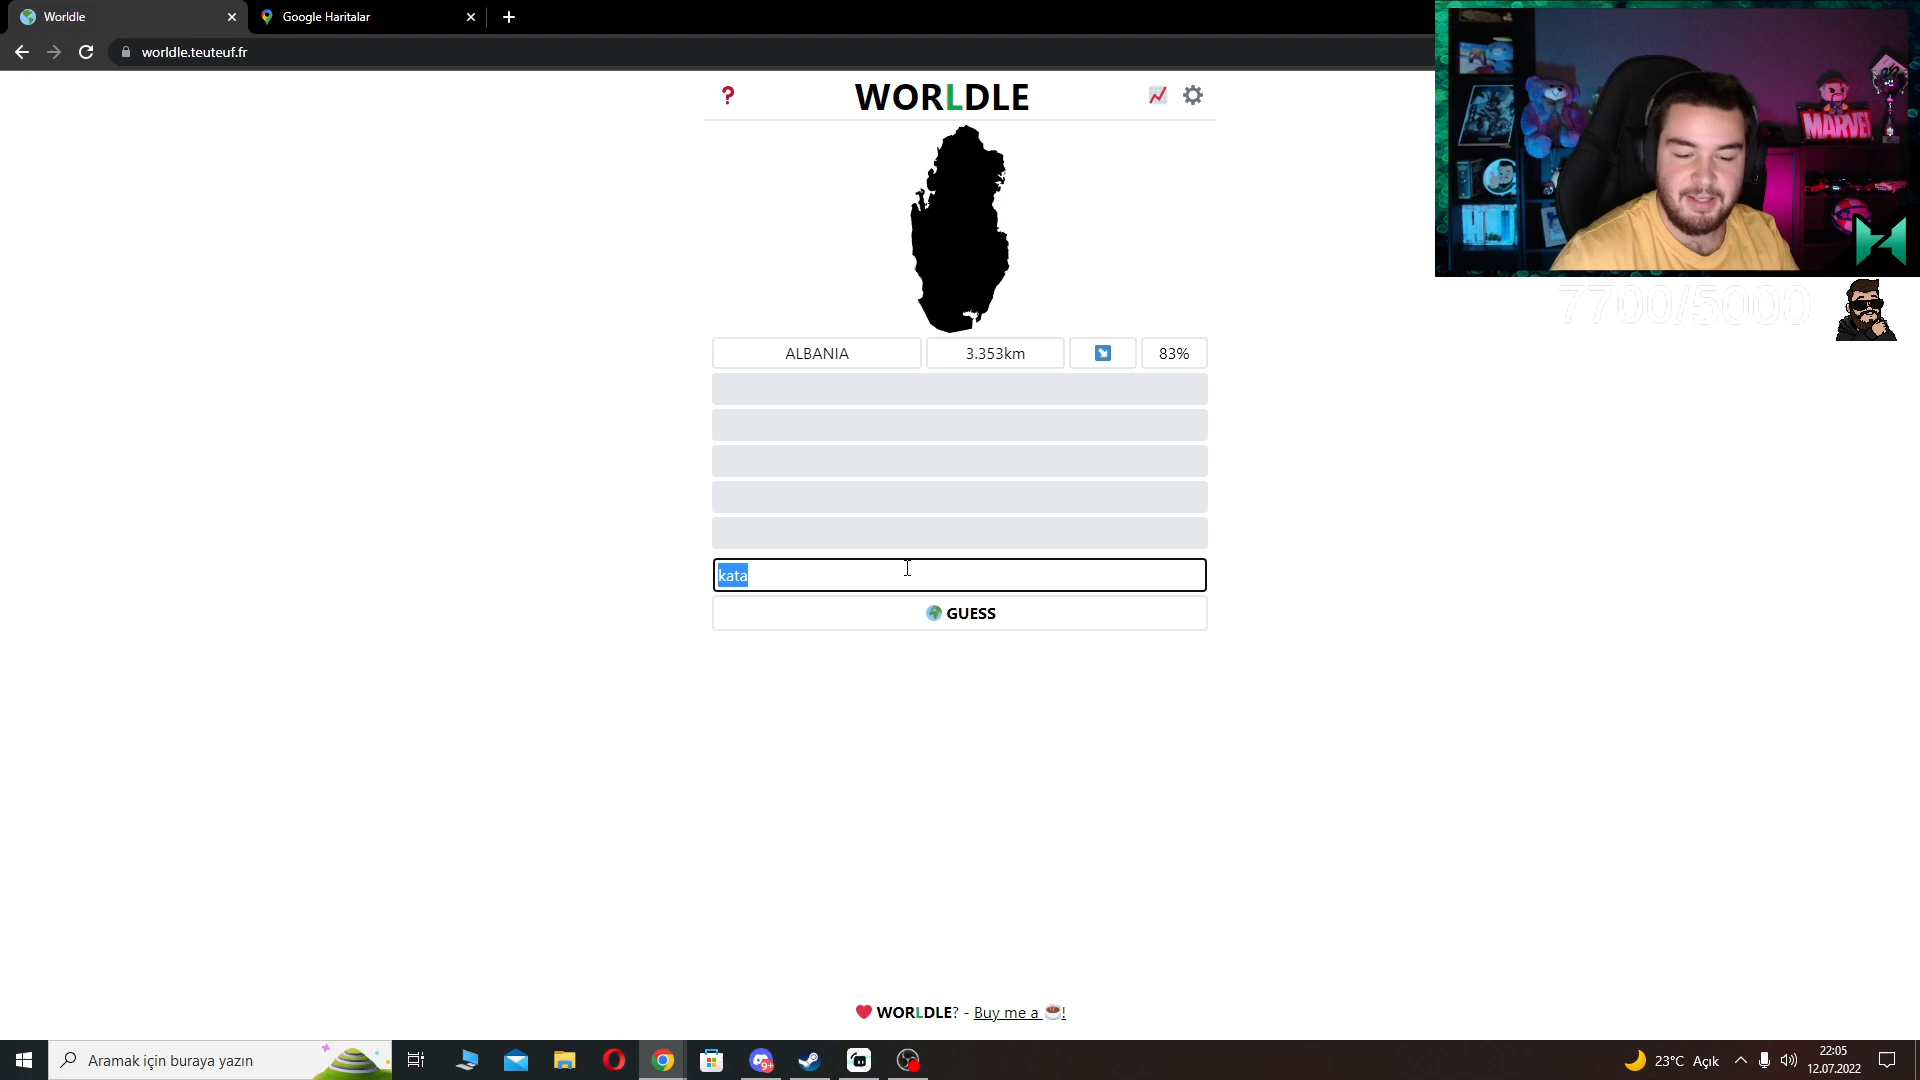 Worldle
Google Haritalar
worldle.teuteuf.fr
?
WORLDLE
MARVEL
7700/5000
ALBANIA 3.353km 83%
kata
GUESS
WORLDLE? - Buy me a !
Aramak için buraya yazın
9+
23°C Açık
22:05
12.07.2022